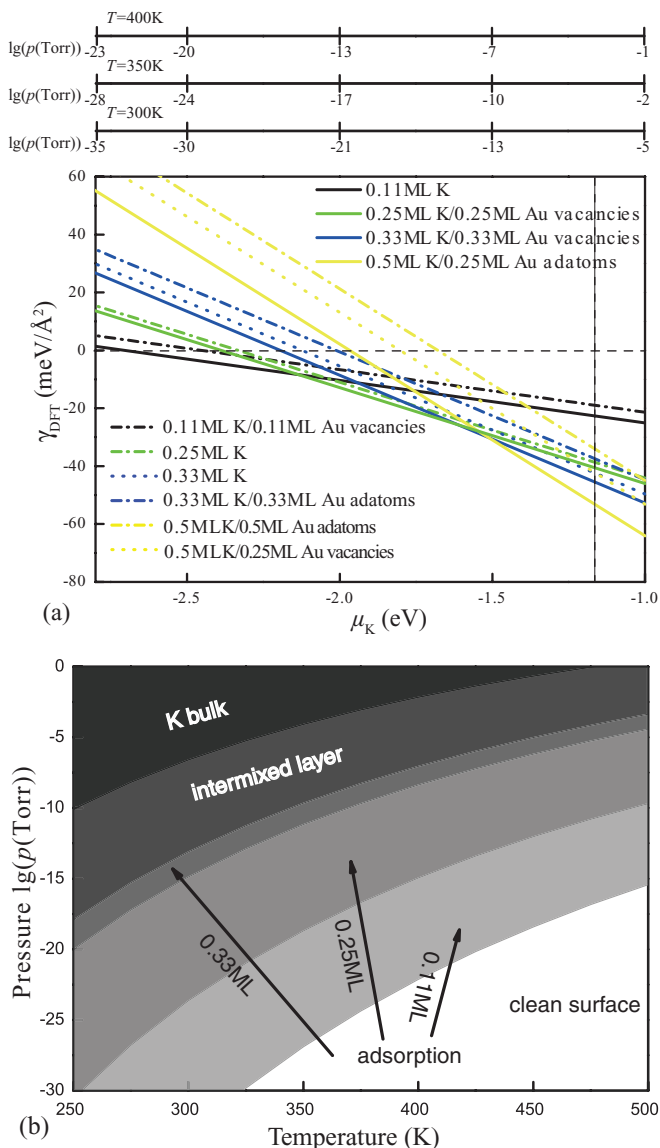 T=400K
lg(p(Torr)) -23 -20 -13 -7 -1
T=350K
lg(p(Torr)) -28 -24 -17 -10 -2
T=300K
lg(p(Torr)) -35 -30 -21 -13 -5
60
40
20
0
-20
-40
-60
-80
γDFT (meV/Å²)
0.11ML K
0.25ML K/0.25ML Au vacancies
0.33ML K/0.33ML Au vacancies
0.5ML K/0.25ML Au adatoms
0.11ML K/0.11ML Au vacancies
0.25ML K
0.33ML K
0.33ML K/0.33ML Au adatoms
0.5MLK/0.5ML Au adatoms
0.5MLK/0.25ML Au vacancies
-2.5 -2.0 -1.5 -1.0
(a) μK (eV)
0
-5
-10
-15
-20
-25
-30
Pressure lg(p(Torr))
K bulk
intermixed layer
0.33ML
0.25ML
0.11ML
clean surface
adsorption
250 300 350 400 450 500
(b) Temperature (K)